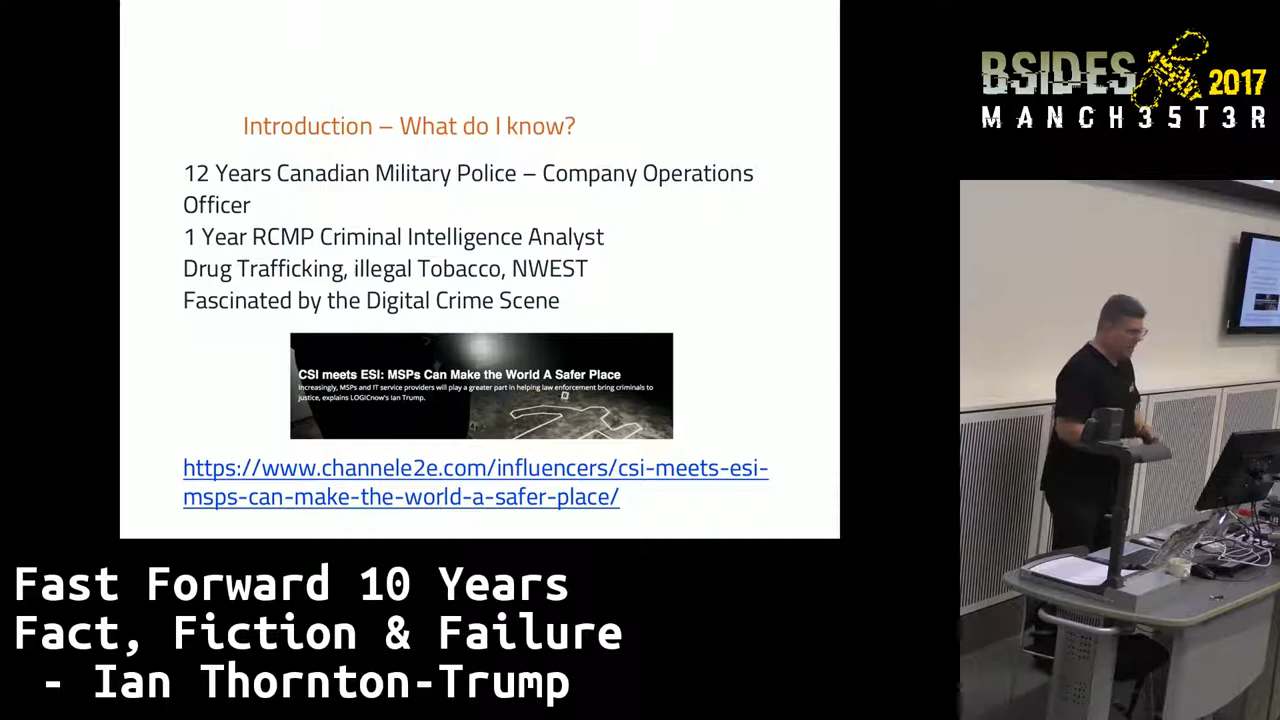 BSIDES 2017
MANCH35T3R
Introduction – What do I know?
12 Years Canadian Military Police – Company Operations
Officer
1 Year RCMP Criminal Intelligence Analyst
Drug Trafficking, illegal Tobacco, NWEST
Fascinated by the Digital Crime Scene
CSI meets ESI: MSPs Can Make the World A Safer Place
Increasingly, MSPs and IT service providers will play a greater part in helping law enforcement bring criminals to
justice, explains LOGICnow's Ian Trump.
https://www.channele2e.com/influencers/csi-meets-esi-
msps-can-make-the-world-a-safer-place/
Fast Forward 10 Years
Fact, Fiction & Failure
- Ian Thornton-Trump